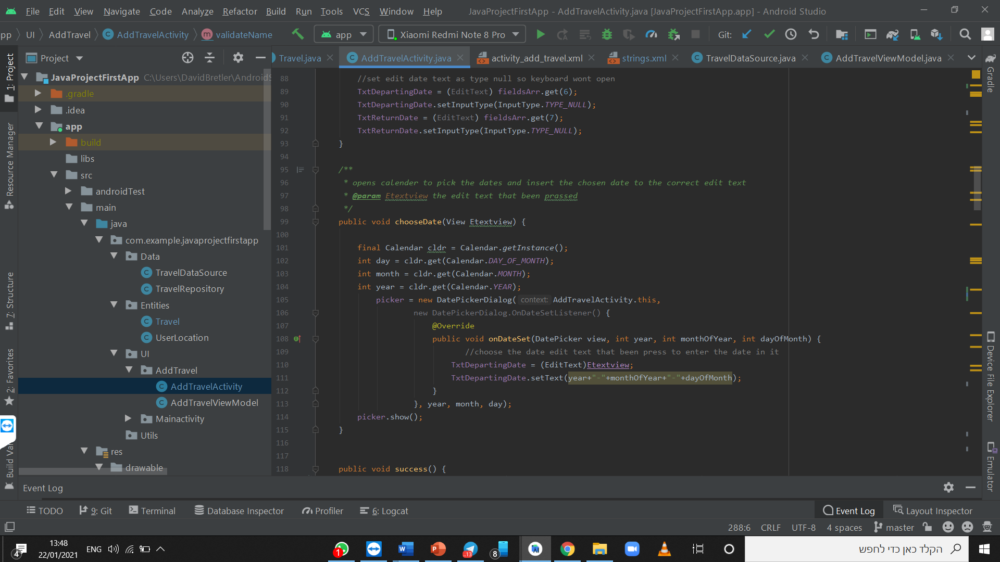 File Edit View Navigate Code Analyze Refactor Build Run Tools VCS Window Help JavaProjectFirstApp - AddTravelActivity.java [JavaProjectFirstApp.app] - Android Studio
pp UI AddTravel AddTravelActivity validateName app Xiaomi Redmi Note 8 Pro Git:
Project Travel.java AddTravelActivity.java activity_add_travel.xml strings.xml TravelDataSource.java AddTravelViewModel.java
1: Project
Resource Manager
7: Structure
2: Favorites
Build Var
JavaProjectFirstApp C:\Users\DavidBretler\AndroidS
.gradle
.idea
app
build
libs
src
androidTest
main
java
com.example.javaprojectfirstapp
Data
TravelDataSource
TravelRepository
Entities
Travel
UserLocation
UI
AddTravel
AddTravelActivity
AddTravelViewModel
Mainactivity
Utils
res
drawable
88 //set edit date text as type null so keyboard wont open
89 TxtDepartingDate = (EditText) fieldsArr.get(6);
90 TxtDepartingDate.setInputType(InputType.TYPE_NULL);
91 TxtReturnDate = (EditText) fieldsArr.get(7);
92 TxtReturnDate.setInputType(InputType.TYPE_NULL);
93 }
94
95 /**
96 * opens calender to pick the dates and insert the chosen date to the correct edit text
97 * @param Etextview the edit text that been prassed
98 */
99 public void chooseDate(View Etextview) {
100
101 final Calendar cldr = Calendar.getInstance();
102 int day = cldr.get(Calendar.DAY_OF_MONTH);
103 int month = cldr.get(Calendar.MONTH);
104 int year = cldr.get(Calendar.YEAR);
105 picker = new DatePickerDialog( context: AddTravelActivity.this,
106 new DatePickerDialog.OnDateSetListener() {
107 @Override
108 public void onDateSet(DatePicker view, int year, int monthOfYear, int dayOfMonth) {
109 //choose the date edit text that been press to enter the date in it
110 TxtDepartingDate = (EditText)Etextview;
111 TxtDepartingDate.setText(year+"-"+monthOfYear+"-"+dayOfMonth);
112 }
113 }, year, month, day);
114 picker.show();
115 }
116
117
118 public void success() {
Gradle
Device File Explorer
Emulator
Event Log
TODO 9: Git Terminal Database Inspector Profiler 6: Logcat Event Log Layout Inspector
288:6 CRLF UTF-8 4 spaces master
4 13:48 ENG 1 ..13 8 הקלד כאן כדי לחפש
22/01/2021